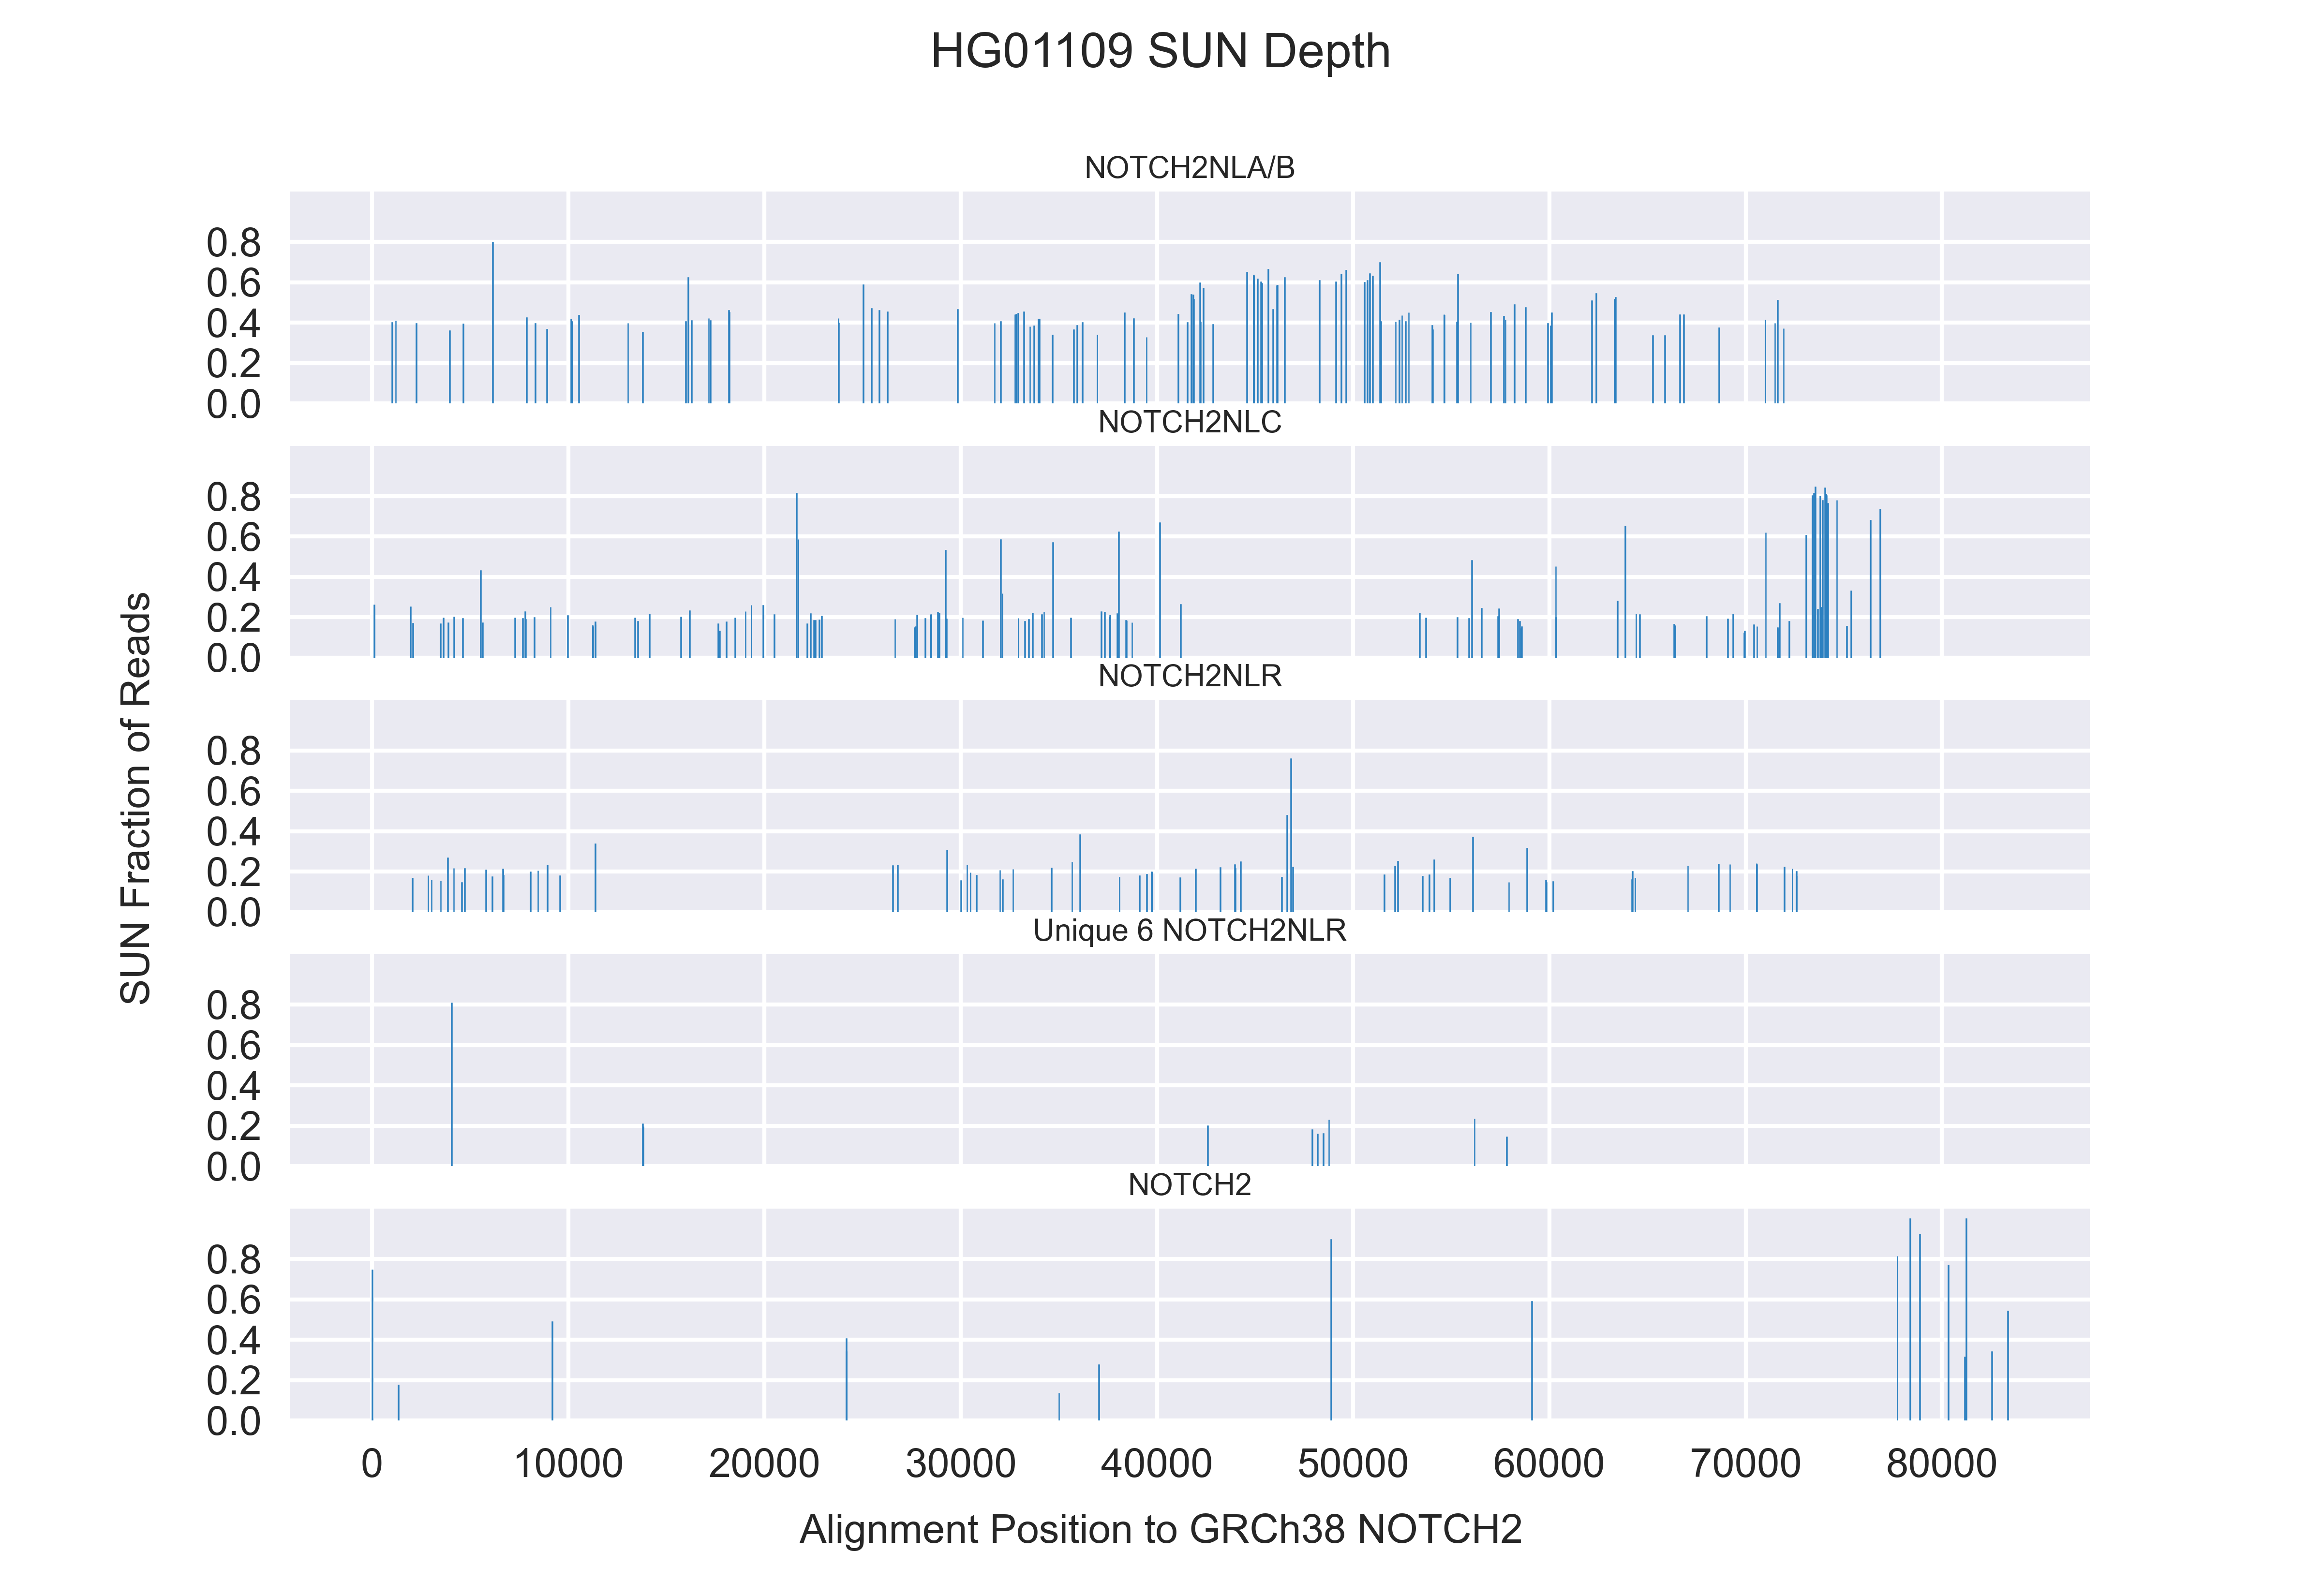 HG01109 SUN Depth
NOTCH2NLA/B
0.8
0.6
0.4
0.2
0.0
NOTCH2NLC
0.8
0.6
0.4
0.2
0.0
NOTCH2NLR
0.8
0.6
0.4
0.2
0.0
Unique 6 NOTCH2NLR
0.8
0.6
0.4
0.2
0.0
NOTCH2
0.8
0.6
0.4
0.2
0.0
SUN Fraction of Reads
0 10000 20000 30000 40000 50000 60000 70000 80000
Alignment Position to GRCh38 NOTCH2